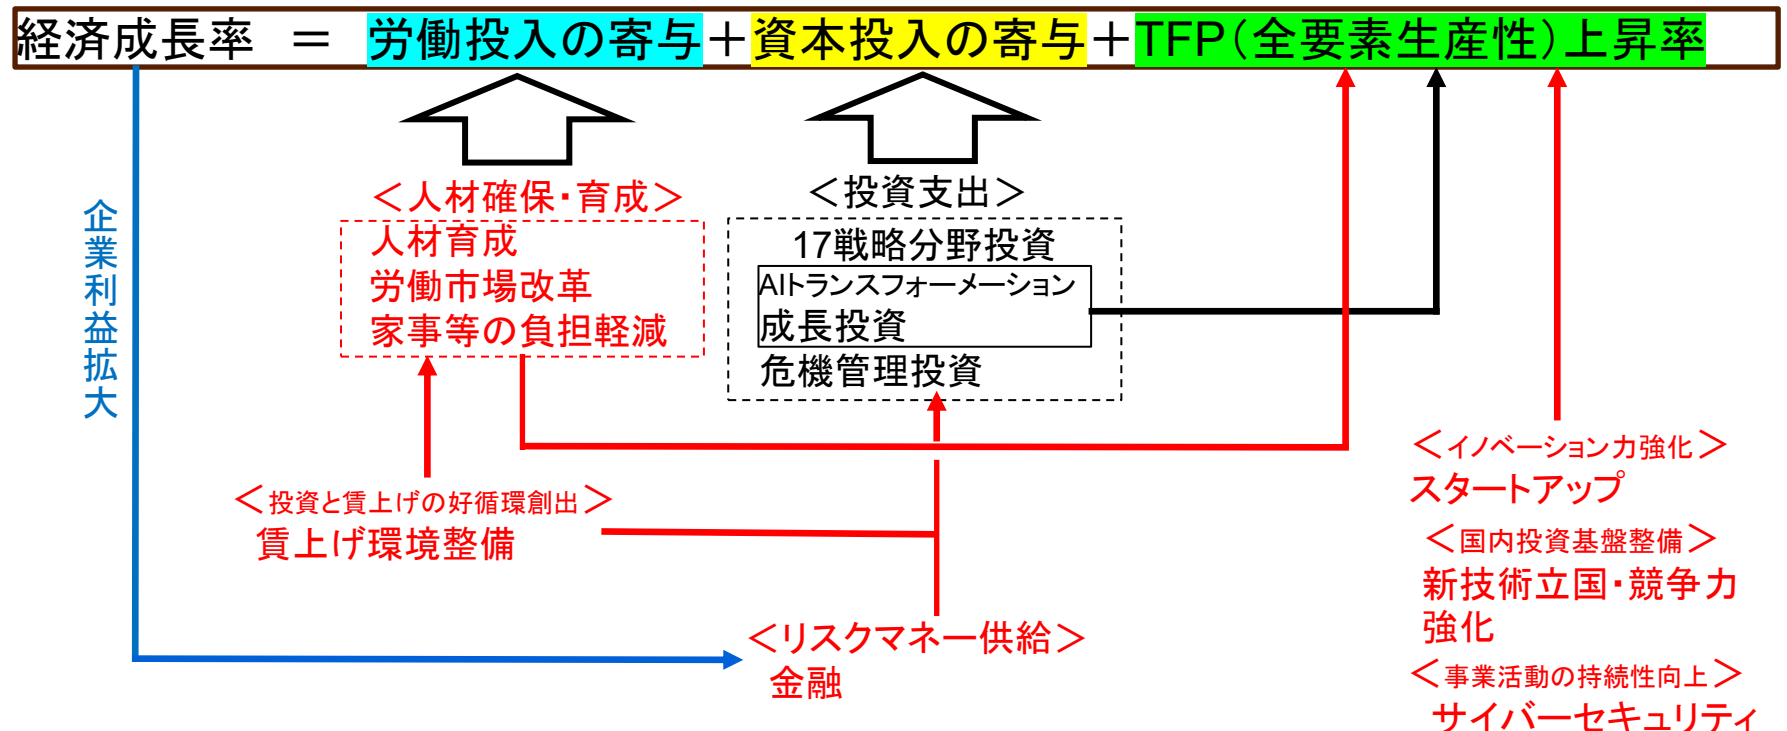 経済成長率 ＝ 労働投入の寄与＋資本投入の寄与＋TFP（全要素生産性）上昇率
企業利益拡大
＜人材確保・育成＞
人材育成
労働市場改革
家事等の負担軽減
＜投資支出＞
17戦略分野投資
AIトランスフォーメーション
成長投資
危機管理投資
＜投資と賃上げの好循環創出＞
賃上げ環境整備
＜リスクマネー供給＞
金融
＜イノベーション力強化＞
スタートアップ
＜国内投資基盤整備＞
新技術立国・競争力
強化
＜事業活動の持続性向上＞
サイバーセキュリティ